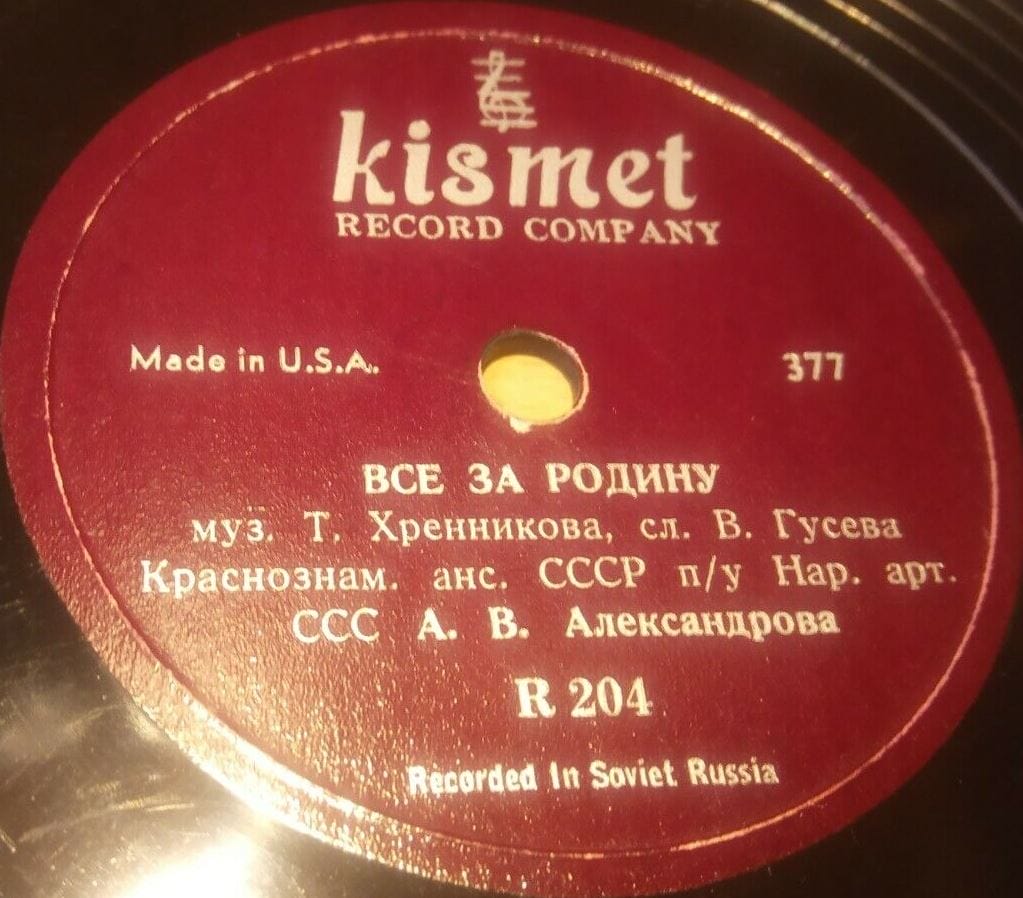 kismet
RECORD COMPANY
Made in U.S.A. 377
ВСЕ ЗА РОДИНУ
муз. Т. Хренникова, сл. В. Гусева
Краснознам. анс. СССР п/у Нар. арт.
ССС А. В. Александрова
R 204
Recorded In Soviet Russia